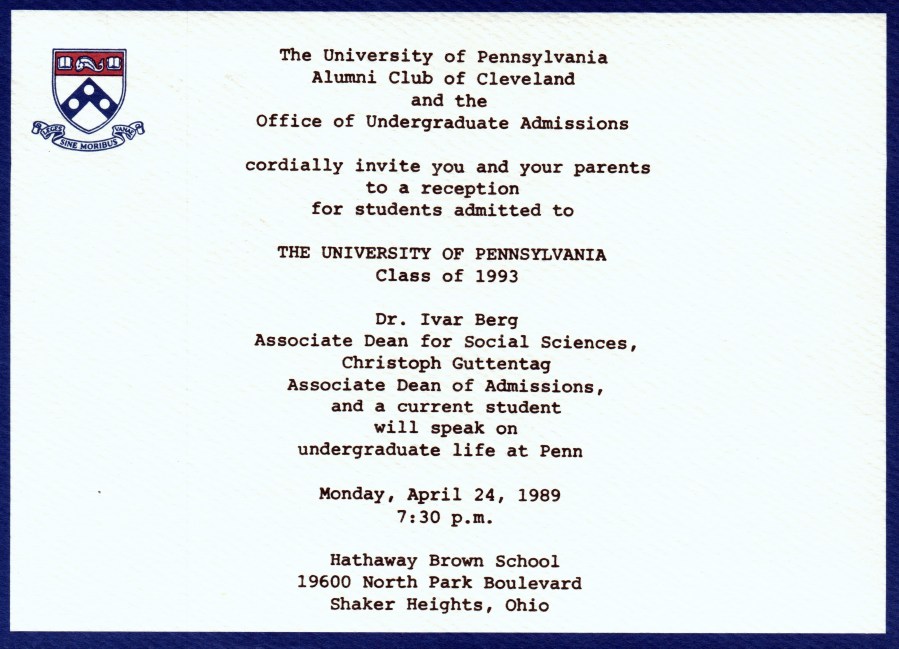 The University of Pennsylvania
Alumni Club of Cleveland
and the
Office of Undergraduate Admissions
cordially invite you and your parents
to a reception
for students admitted to
THE UNIVERSITY OF PENNSYLVANIA
Class of 1993
Dr. Ivar Berg
Associate Dean for Social Sciences,
Christoph Guttentag
Associate Dean of Admissions,
and a current student
will speak on
undergraduate life at Penn
Monday, April 24, 1989
7:30 p.m.
Hathaway Brown School
19600 North Park Boulevard
Shaker Heights, Ohio
LEGES SINE MORIBUS VANAE